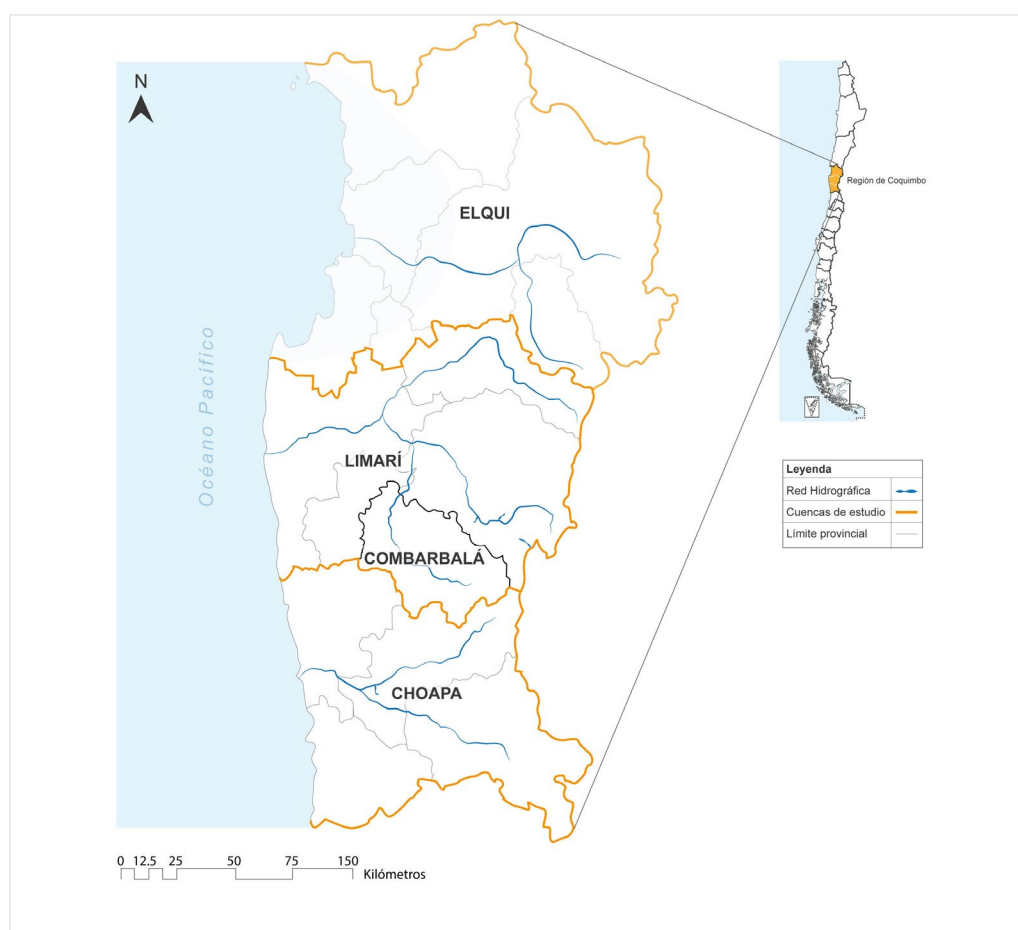 N
ELQUI
Región de Coquimbo
Océano Pacífico
LIMARÍ
COMBARBALÁ
CHOAPA
Leyenda
Red Hidrográfica
Cuencas de estudio
Límite provincial
0 12.5 25 50 75 150
Kilómetros